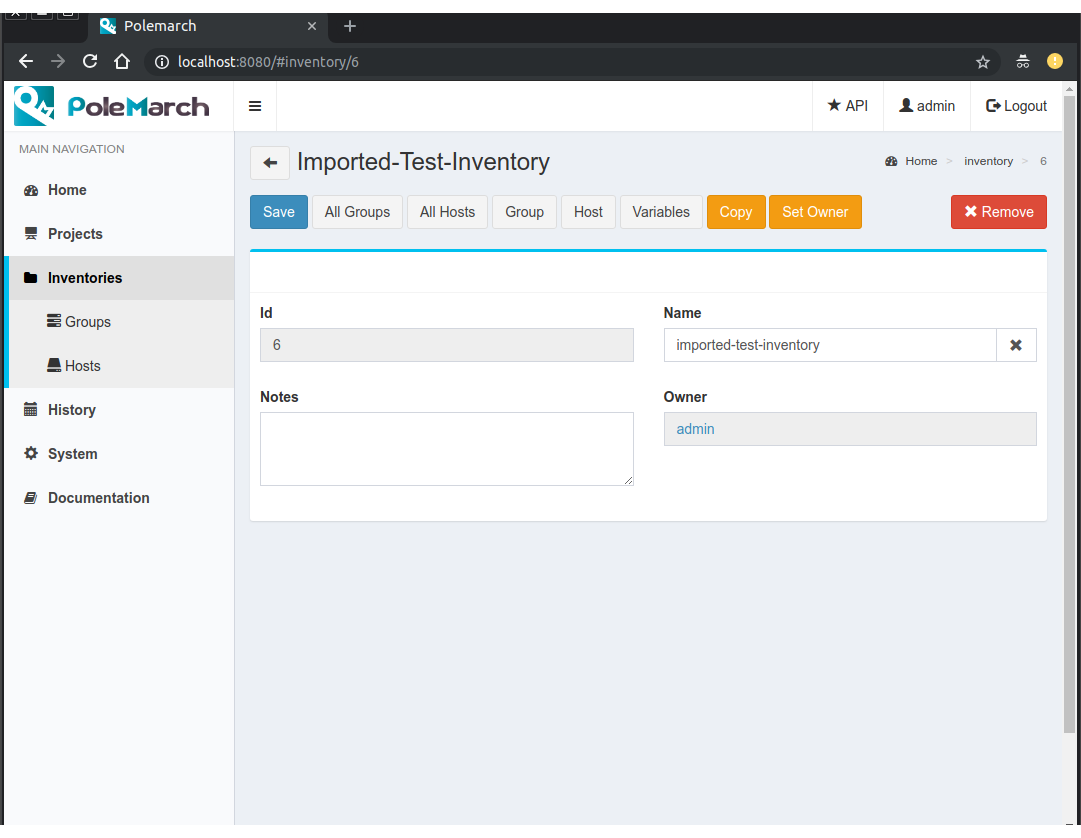 Polemarch
localhost:8080/#inventory/6
PoleMarch
API admin Logout
MAIN NAVIGATION
Home
Projects
Inventories
Groups
Hosts
History
System
Documentation
Imported-Test-Inventory
Home > inventory > 6
Save All Groups All Hosts Group Host Variables Copy Set Owner Remove
Id Name
6 imported-test-inventory
Notes Owner
admin